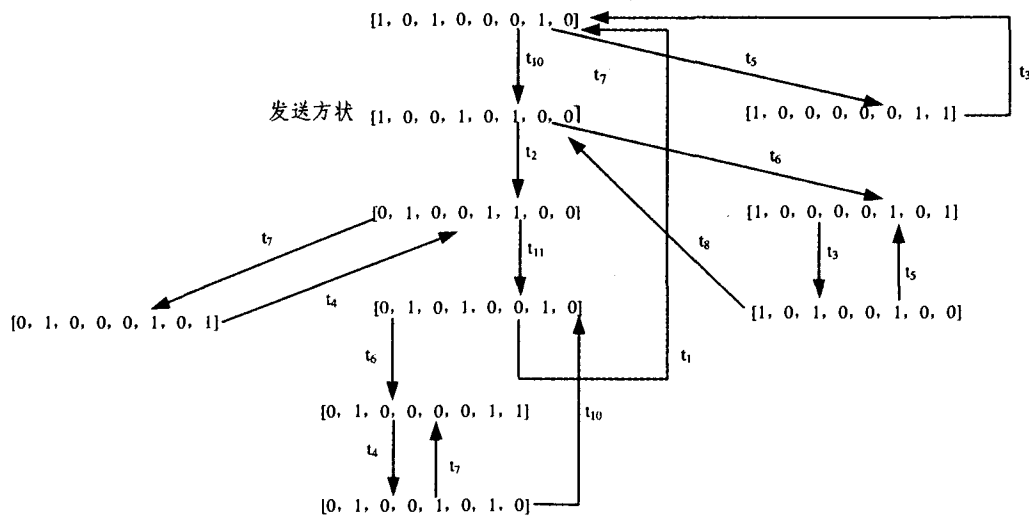 [1, 0, 1, 0, 0, 0, 1, 0]
t10
t7
t5
t3
发送方状 [1, 0, 0, 1, 0, 1, 0, 0]
[1, 0, 0, 0, 0, 0, 1, 1]
t2
t6
[0, 1, 0, 0, 1, 1, 0, 0]
[1, 0, 0, 0, 0, 1, 0, 1]
t7
t11
t8
t3
t5
t4
[0, 1, 0, 0, 0, 1, 0, 1]
[0, 1, 0, 1, 0, 0, 1, 0]
[1, 0, 1, 0, 0, 1, 0, 0]
t6
t1
[0, 1, 0, 0, 0, 0, 1, 1]
t10
t4
t7
[0, 1, 0, 0, 1, 0, 1, 0]